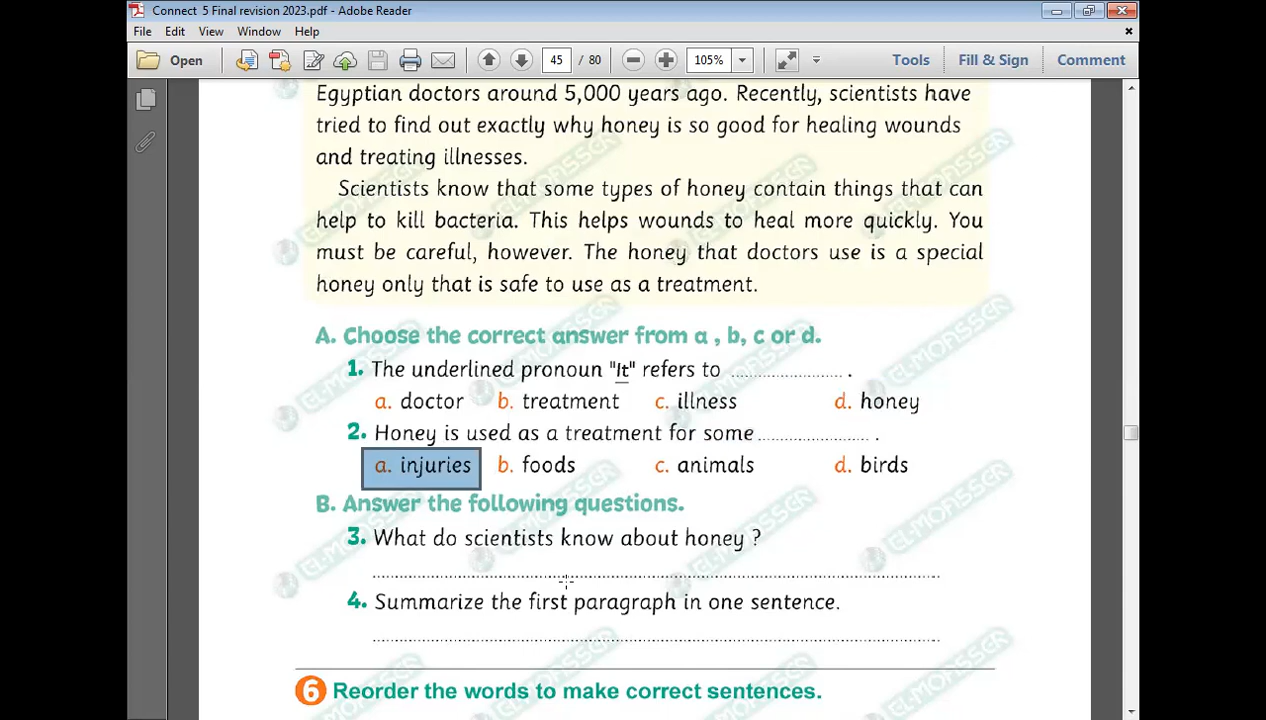 Connect 5 Final revision 2023.pdf - Adobe Reader
File Edit View Window Help
Open 45 / 80 105% Tools Fill & Sign Comment
Egyptian doctors around 5,000 years ago. Recently, scientists have
tried to find out exactly why honey is so good for healing wounds
and treating illnesses.
Scientists know that some types of honey contain things that can
help to kill bacteria. This helps wounds to heal more quickly. You
must be careful, however. The honey that doctors use is a special
honey only that is safe to use as a treatment.
A. Choose the correct answer from a , b, c or d.
1. The underlined pronoun "It" refers to ........................ .
a. doctor b. treatment c. illness d. honey
2. Honey is used as a treatment for some........................ .
a. injuries b. foods c. animals d. birds
B. Answer the following questions.
3. What do scientists know about honey ?
4. Summarize the first paragraph in one sentence.
6 Reorder the words to make correct sentences.